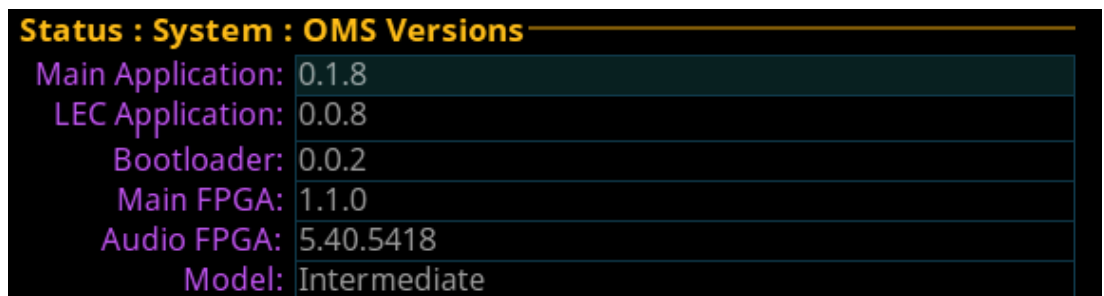 Status : System : OMS Versions
Main Application: 0.1.8
LEC Application: 0.0.8
Bootloader: 0.0.2
Main FPGA: 1.1.0
Audio FPGA: 5.40.5418
Model: Intermediate